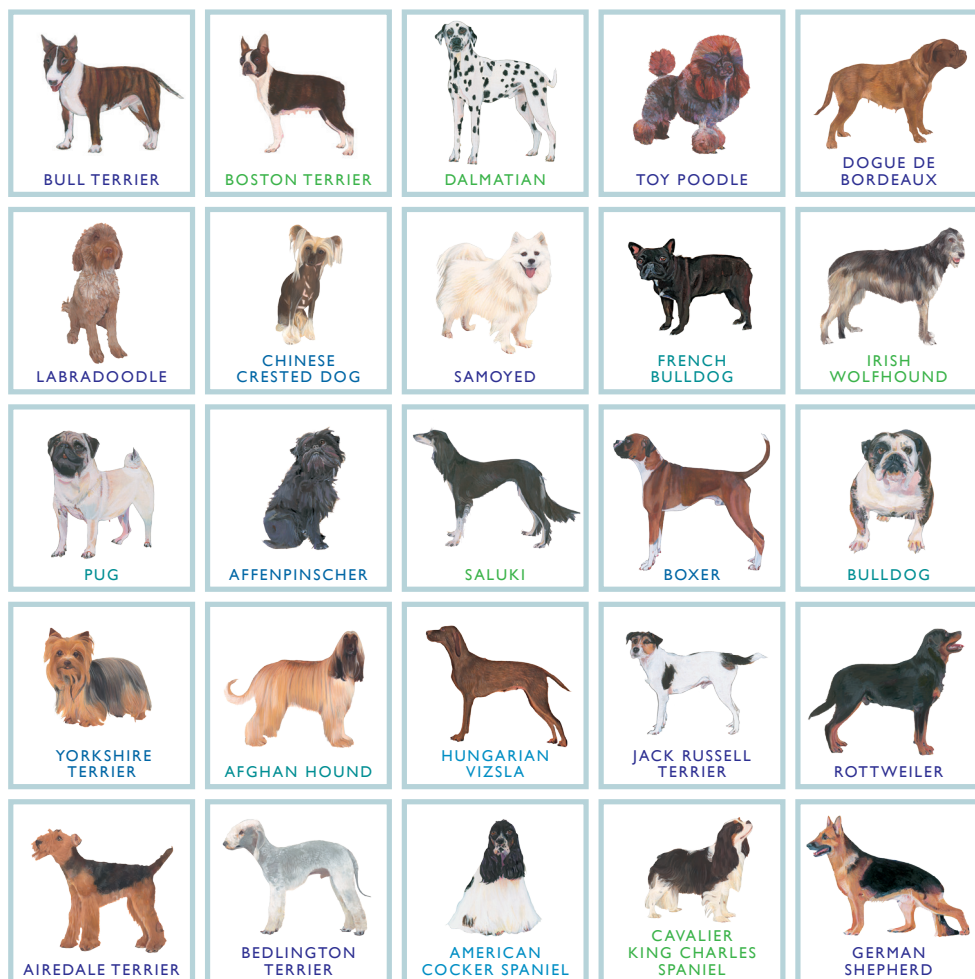 BULL TERRIER
BOSTON TERRIER
DALMATIAN
TOY POODLE
DOGUE DE
BORDEAUX
LABRADOODLE
CHINESE
CRESTED DOG
SAMOYED
FRENCH
BULLDOG
IRISH
WOLFHOUND
PUG
AFFENPINSCHER
SALUKI
BOXER
BULLDOG
YORKSHIRE
TERRIER
AFGHAN HOUND
HUNGARIAN
VIZSLA
JACK RUSSELL
TERRIER
ROTTWEILER
AIREDALE TERRIER
BEDLINGTON
TERRIER
AMERICAN
COCKER SPANIEL
CAVALIER
KING CHARLES
SPANIEL
GERMAN
SHEPHERD